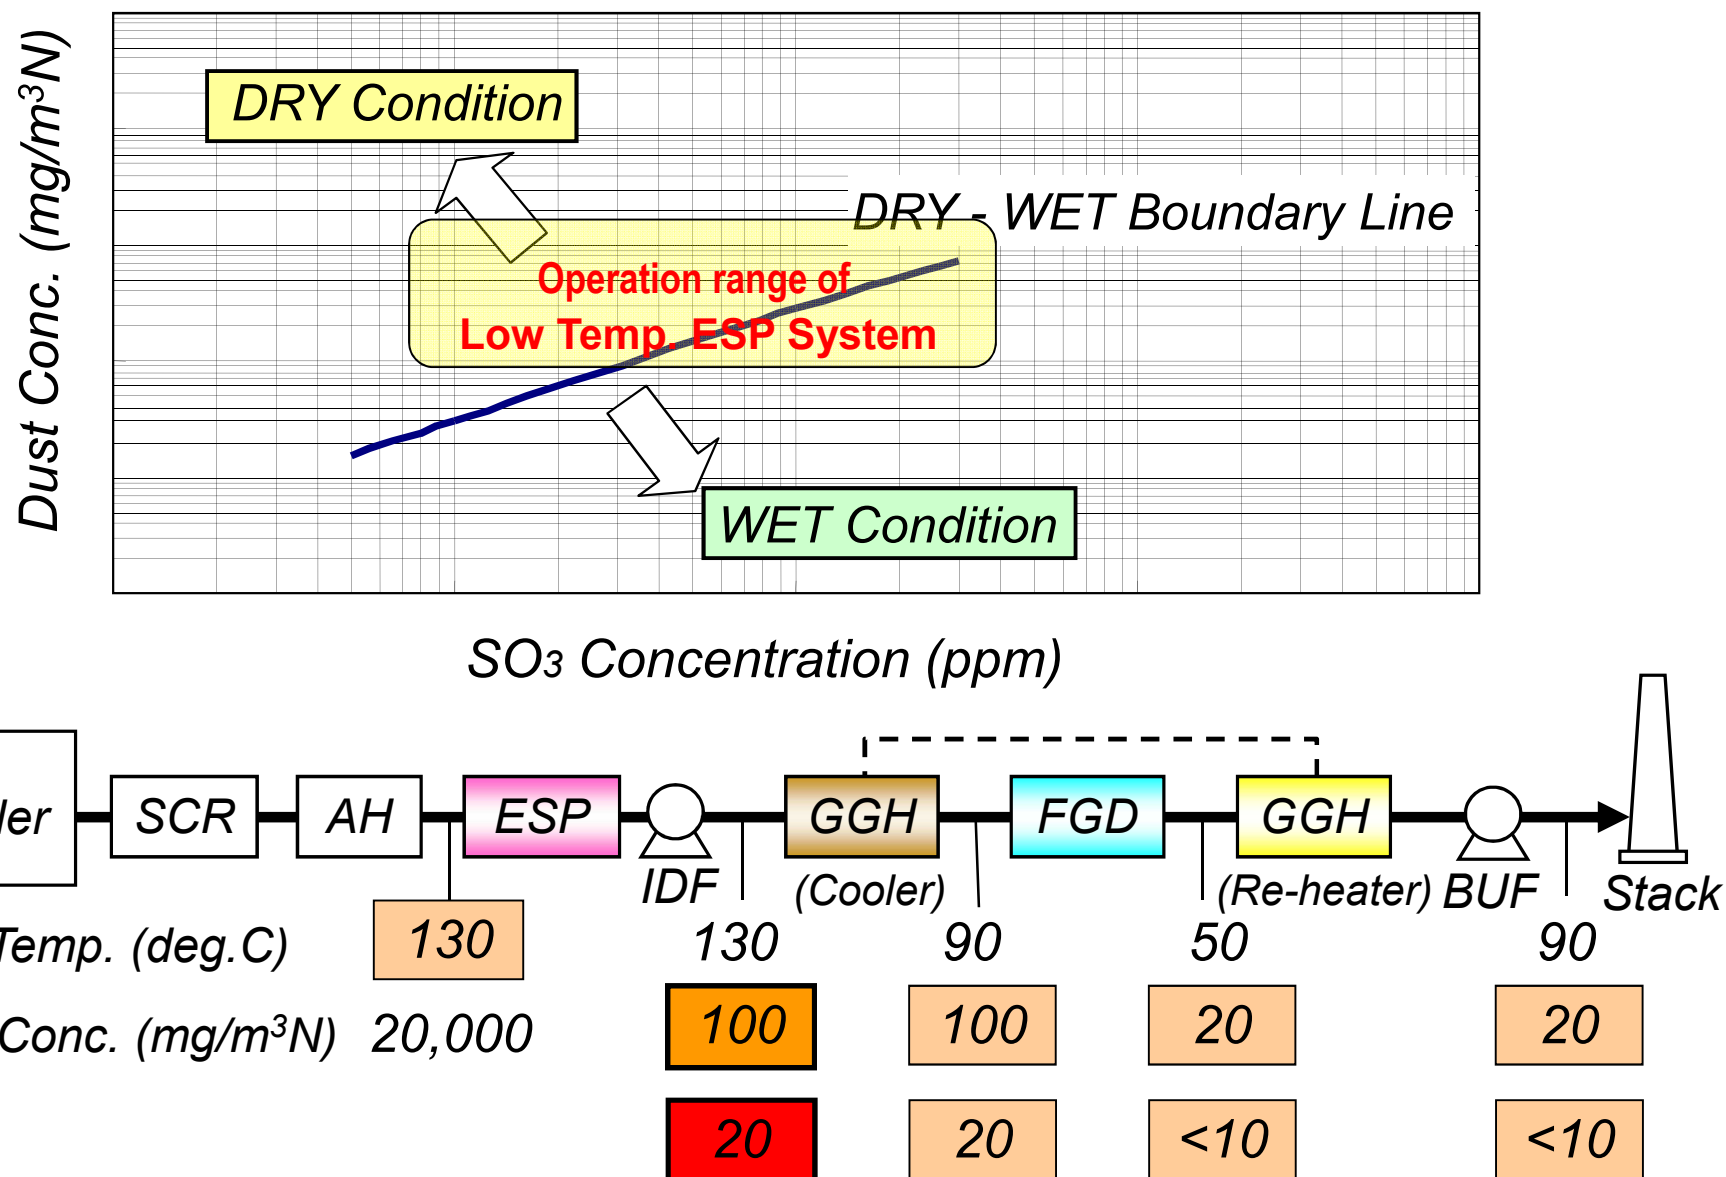 Dust Conc. (mg/m³N)
DRY Condition
DRY - WET Boundary Line
Operation range of
Low Temp. ESP System
WET Condition
SO₃ Concentration (ppm)
SCR
AH
ESP
IDF
GGH
(Cooler)
FGD
GGH
(Re-heater)
BUF
Stack
Temp. (deg.C) 130 130 90 50 90
Conc. (mg/m³N) 20,000 100 100 20 20
20 20 <10 <10